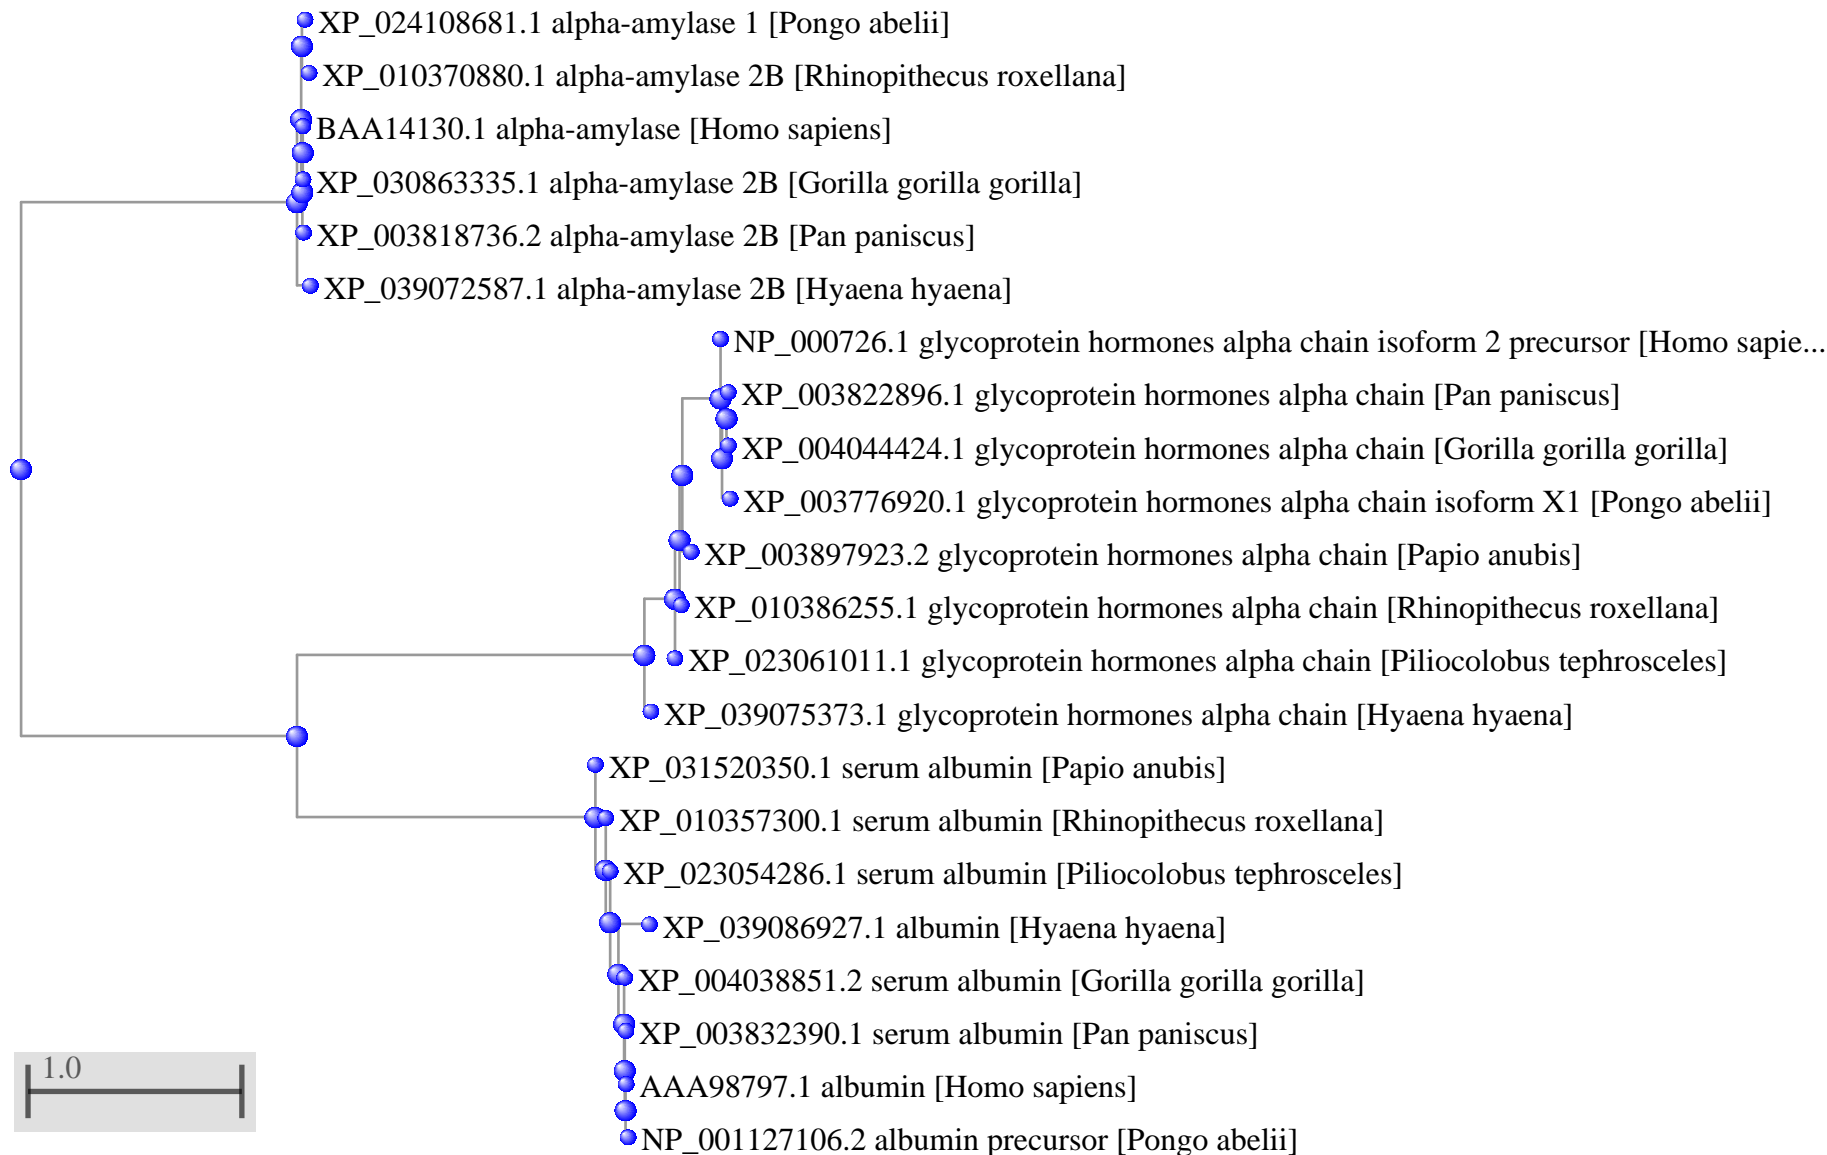 XP_024108681.1 alpha-amylase 1 [Pongo abelii]
XP_010370880.1 alpha-amylase 2B [Rhinopithecus roxellana]
BAA14130.1 alpha-amylase [Homo sapiens]
XP_030863335.1 alpha-amylase 2B [Gorilla gorilla gorilla]
XP_003818736.2 alpha-amylase 2B [Pan paniscus]
XP_039072587.1 alpha-amylase 2B [Hyaena hyaena]
NP_000726.1 glycoprotein hormones alpha chain isoform 2 precursor [Homo sapie...
XP_003822896.1 glycoprotein hormones alpha chain [Pan paniscus]
XP_004044424.1 glycoprotein hormones alpha chain [Gorilla gorilla gorilla]
XP_003776920.1 glycoprotein hormones alpha chain isoform X1 [Pongo abelii]
XP_003897923.2 glycoprotein hormones alpha chain [Papio anubis]
XP_010386255.1 glycoprotein hormones alpha chain [Rhinopithecus roxellana]
XP_023061011.1 glycoprotein hormones alpha chain [Piliocolobus tephrosceles]
XP_039075373.1 glycoprotein hormones alpha chain [Hyaena hyaena]
XP_031520350.1 serum albumin [Papio anubis]
XP_010357300.1 serum albumin [Rhinopithecus roxellana]
XP_023054286.1 serum albumin [Piliocolobus tephrosceles]
XP_039086927.1 albumin [Hyaena hyaena]
XP_004038851.2 serum albumin [Gorilla gorilla gorilla]
XP_003832390.1 serum albumin [Pan paniscus]
AAA98797.1 albumin [Homo sapiens]
NP_001127106.2 albumin precursor [Pongo abelii]
1.0